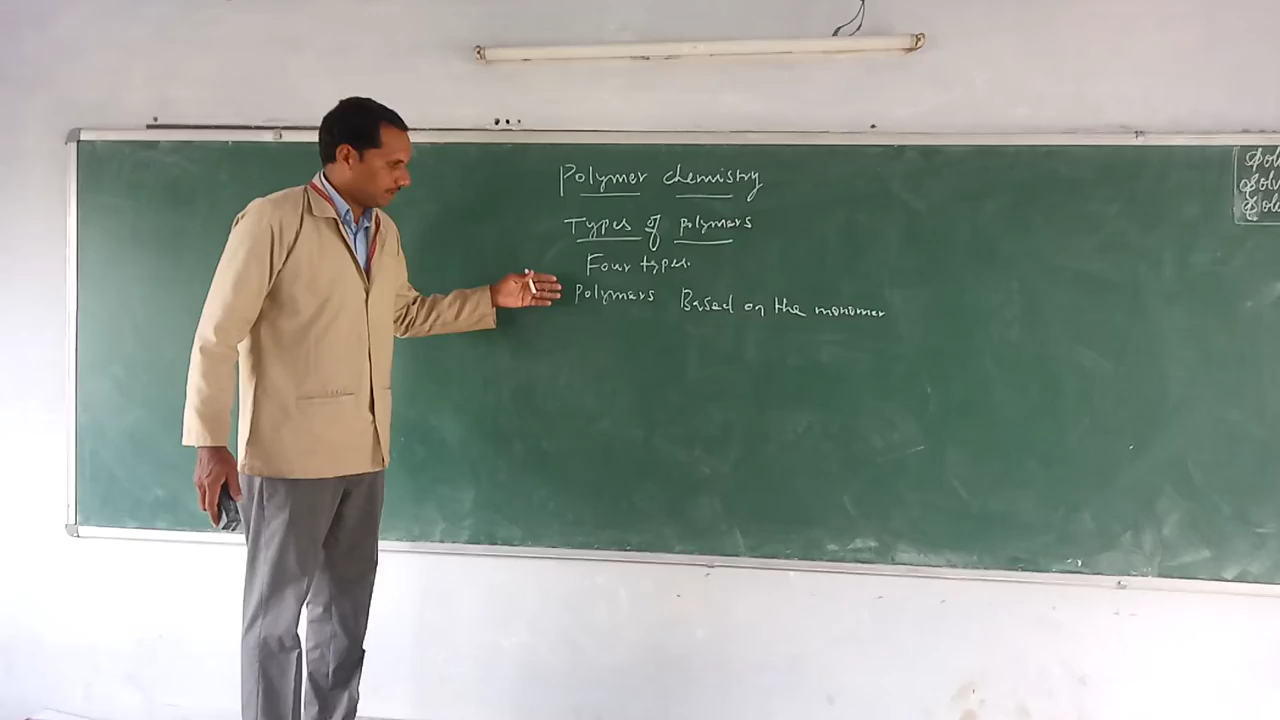 Polymer chemistry
Types of polymers
Four types.
Polymers Based on the monomer